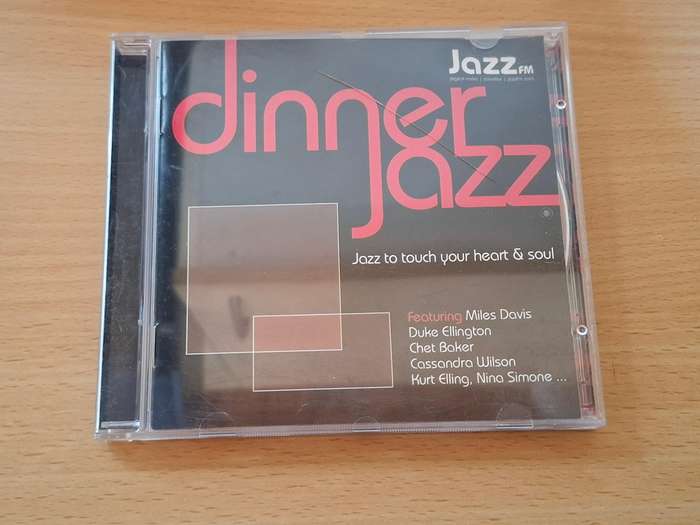 Jazz FM
dinner
jazz
®
Jazz to touch your heart & soul
Featuring Miles Davis
Duke Ellington
Chet Baker
Cassandra Wilson
Kurt Elling, Nina Simone ...